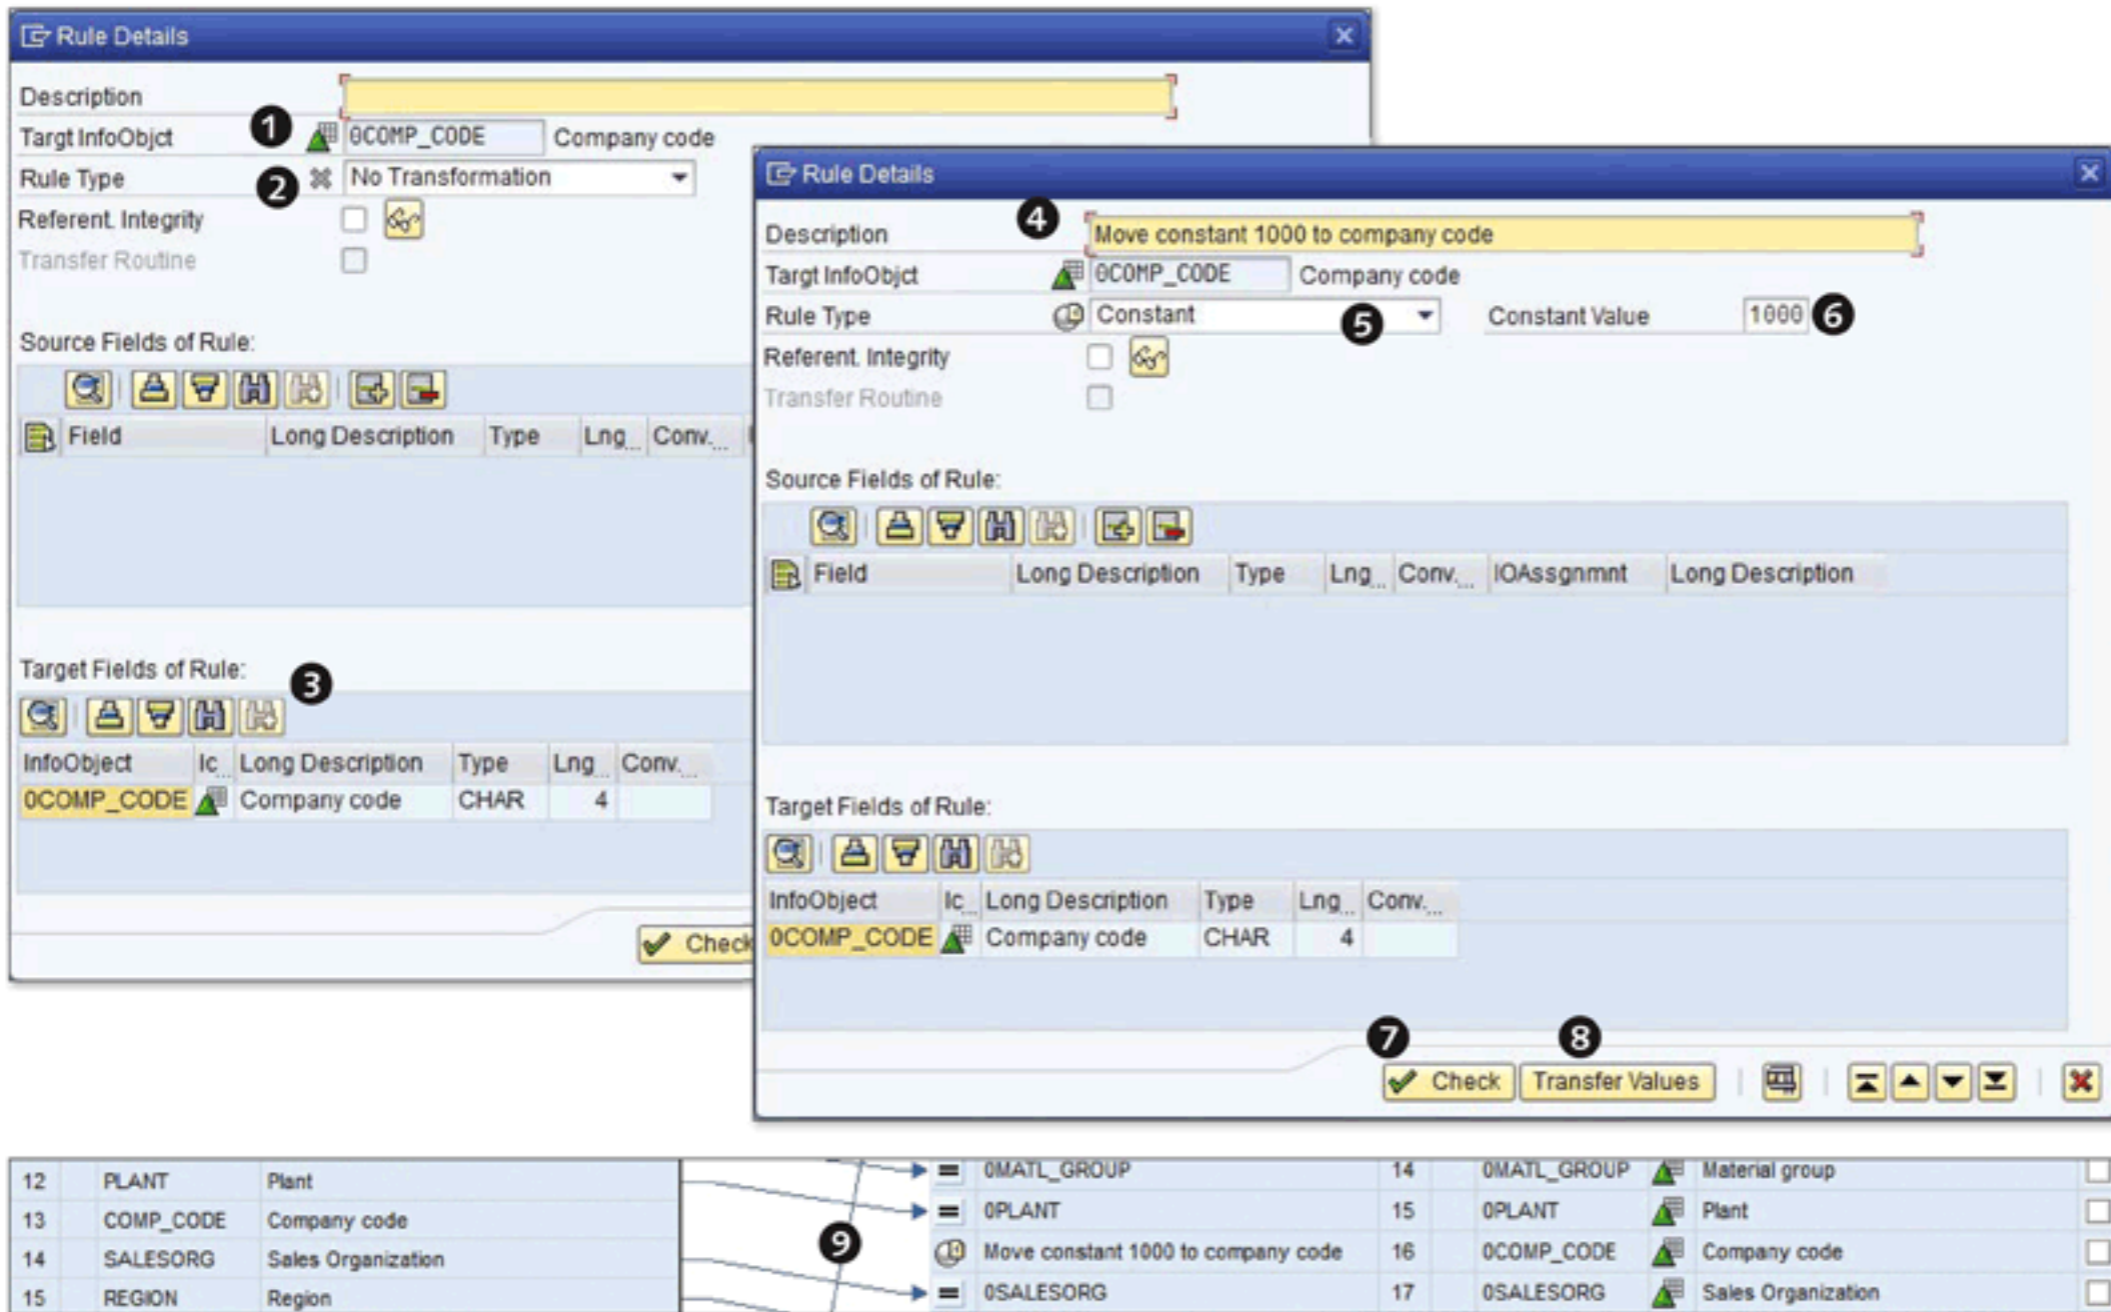 Rule Details
Description
Targt InfoObjct 1 0COMP_CODE Company code
Rule Type 2 No Transformation
Referent. Integrity
Transfer Routine
Source Fields of Rule:
Field Long Description Type Lng... Conv....
Target Fields of Rule:
3
InfoObject Ic... Long Description Type Lng... Conv....
0COMP_CODE Company code CHAR 4
Check
Rule Details
Description 4 Move constant 1000 to company code
Targt InfoObjct 0COMP_CODE Company code
Rule Type Constant 5 Constant Value 1000 6
Referent. Integrity
Transfer Routine
Source Fields of Rule:
Field Long Description Type Lng... Conv.... IOAssgnmnt Long Description
Target Fields of Rule:
InfoObject Ic... Long Description Type Lng... Conv....
0COMP_CODE Company code CHAR 4
7 8
Check Transfer Values
12 PLANT Plant = 0MATL_GROUP 14 0MATL_GROUP Material group
13 COMP_CODE Company code = 0PLANT 15 0PLANT Plant
14 SALESORG Sales Organization 9 Move constant 1000 to company code 16 0COMP_CODE Company code
15 REGION Region = 0SALESORG 17 0SALESORG Sales Organization